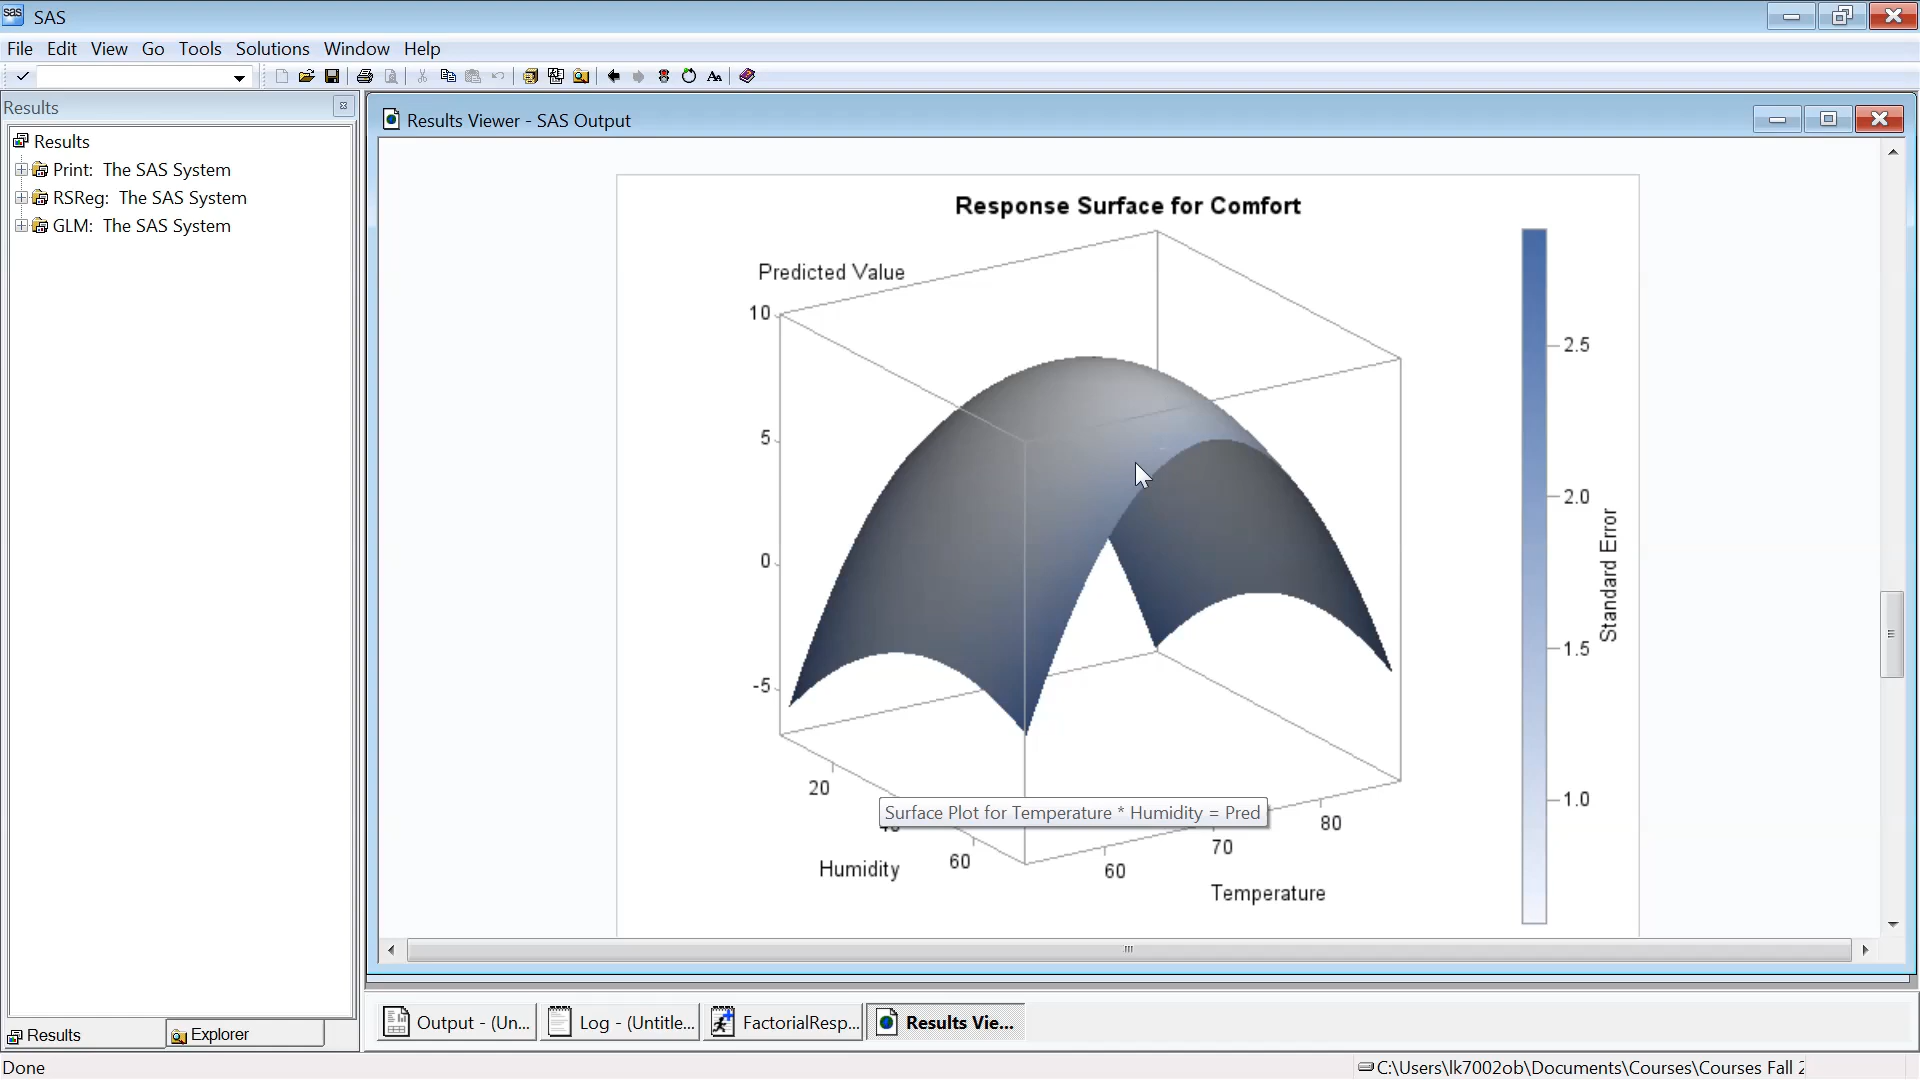 SAS
File Edit View Go Tools Solutions Window Help
Results
Results Viewer - SAS Output
Results
Print: The SAS System
RSReg: The SAS System
GLM: The SAS System
Response Surface for Comfort
Predicted Value
10
5
0
-5
20
60
Humidity
60
70
80
Temperature
Surface Plot for Temperature * Humidity = Pred
2.5
2.0
1.5
1.0
Standard Error
Output - (Un...
Log - (Untitle...
FactorialResp...
Results Vie...
Results
Explorer
Done
C:\Users\lk7002ob\Documents\Courses\Courses Fall 2